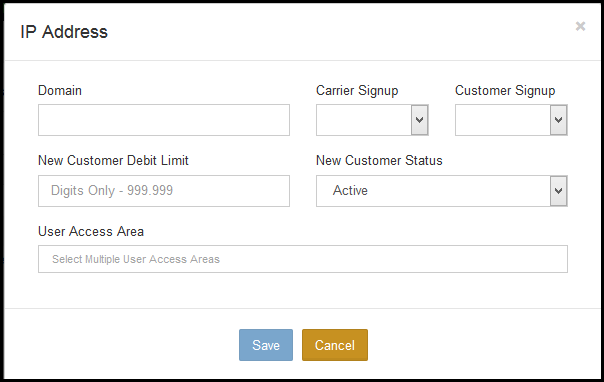 IP Address ×
Domain Carrier Signup Customer Signup
New Customer Debit Limit New Customer Status
Digits Only - 999.999 Active
User Access Area
Select Multiple User Access Areas
Save Cancel